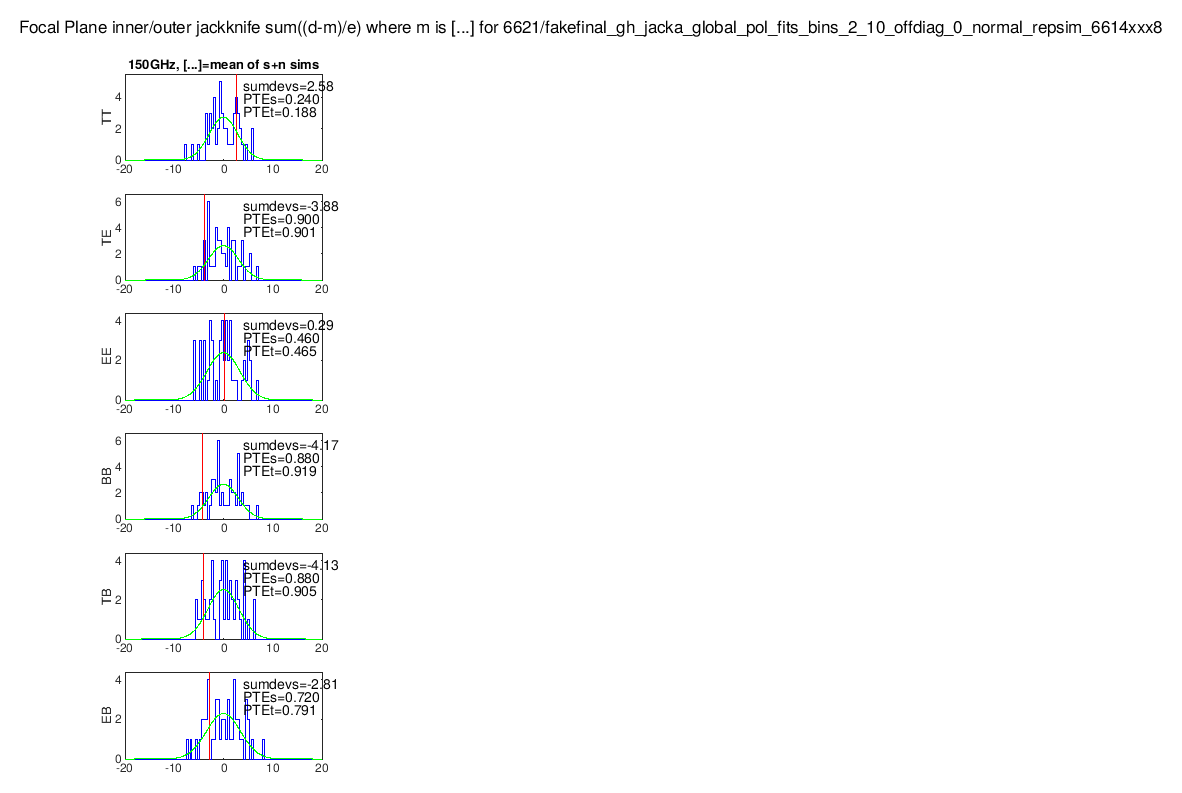 Focal Plane inner/outer jackknife sum((d-m)/e) where m is [...] for 6621/fakefinal_gh_jacka_global_pol_fits_bins_2_10_offdiag_0_normal_repsim_6614xxx8
150GHz, [...]=mean of s+n sims
sumdevs=2.58
PTEs=0.240
PTEt=0.188
TT
4
2
0
-20 -10 0 10 20
sumdevs=-3.88
PTEs=0.900
PTEt=0.901
TE
6
4
2
0
-20 -10 0 10 20
sumdevs=0.29
PTEs=0.460
PTEt=0.465
EE
4
2
0
-20 -10 0 10 20
sumdevs=-4.17
PTEs=0.880
PTEt=0.919
BB
6
4
2
0
-20 -10 0 10 20
sumdevs=-4.13
PTEs=0.880
PTEt=0.905
TB
4
2
0
-20 -10 0 10 20
sumdevs=-2.81
PTEs=0.720
PTEt=0.791
EB
4
2
0
-20 -10 0 10 20